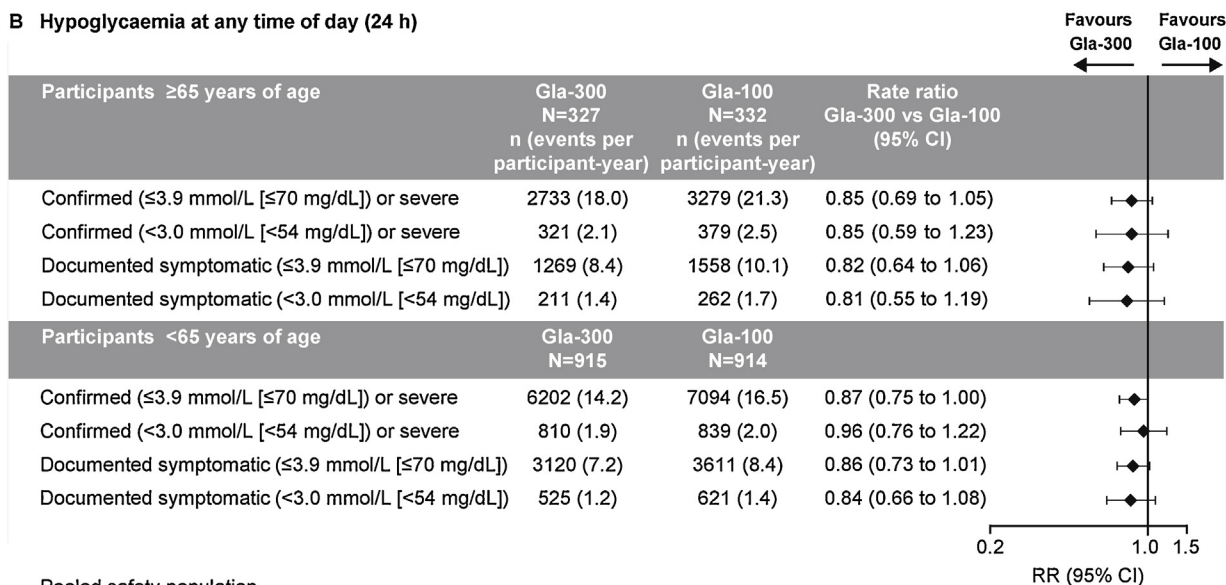 B Hypoglycaemia at any time of day (24 h)
Favours Favours
Gla-300 Gla-100
Participants ≥65 years of age Gla-300 Gla-100 Rate ratio
N=327 N=332 Gla-300 vs Gla-100
n (events per n (events per (95% CI)
participant-year) participant-year)
Confirmed (≤3.9 mmol/L [≤70 mg/dL]) or severe 2733 (18.0) 3279 (21.3) 0.85 (0.69 to 1.05)
Confirmed (<3.0 mmol/L [<54 mg/dL]) or severe 321 (2.1) 379 (2.5) 0.85 (0.59 to 1.23)
Documented symptomatic (≤3.9 mmol/L [≤70 mg/dL]) 1269 (8.4) 1558 (10.1) 0.82 (0.64 to 1.06)
Documented symptomatic (<3.0 mmol/L [<54 mg/dL]) 211 (1.4) 262 (1.7) 0.81 (0.55 to 1.19)
Participants <65 years of age Gla-300 Gla-100
N=915 N=914
Confirmed (≤3.9 mmol/L [≤70 mg/dL]) or severe 6202 (14.2) 7094 (16.5) 0.87 (0.75 to 1.00)
Confirmed (<3.0 mmol/L [<54 mg/dL]) or severe 810 (1.9) 839 (2.0) 0.96 (0.76 to 1.22)
Documented symptomatic (≤3.9 mmol/L [≤70 mg/dL]) 3120 (7.2) 3611 (8.4) 0.86 (0.73 to 1.01)
Documented symptomatic (<3.0 mmol/L [<54 mg/dL]) 525 (1.2) 621 (1.4) 0.84 (0.66 to 1.08)
0.2 1.0 1.5
RR (95% CI)
Pooled safety population